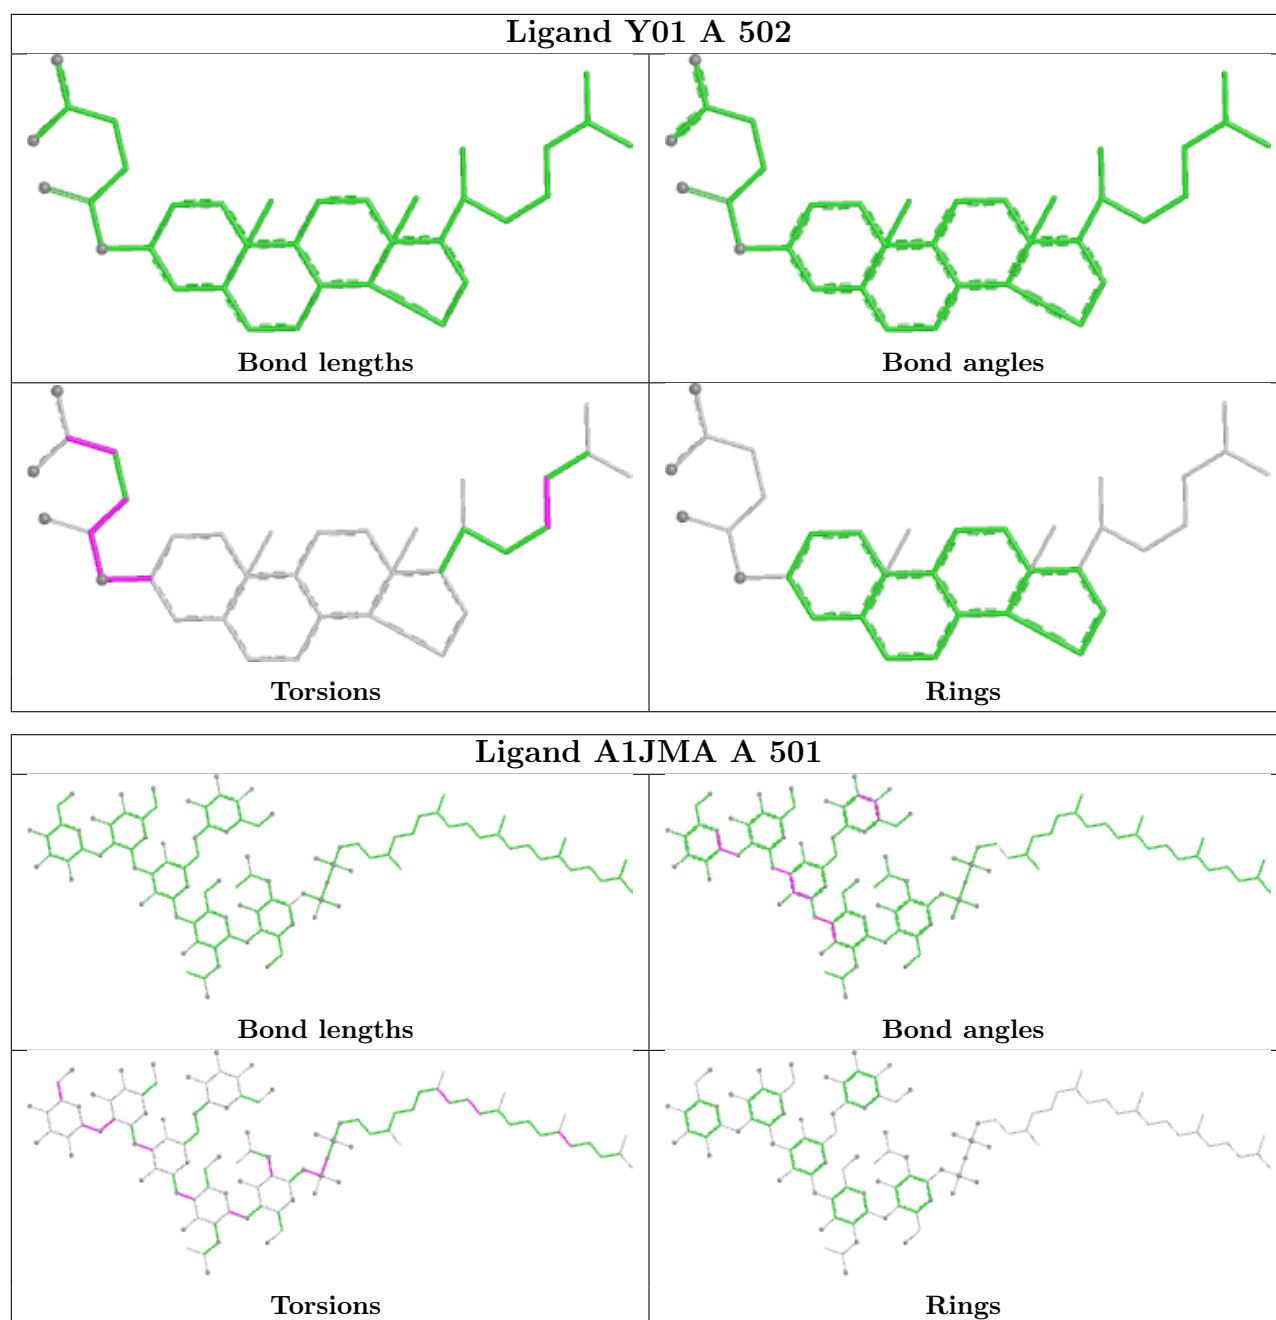 Ligand Y01 A 502
Bond lengths
Bond angles
Torsions
Rings
Ligand A1JMA A 501
Bond lengths
Bond angles
Torsions
Rings